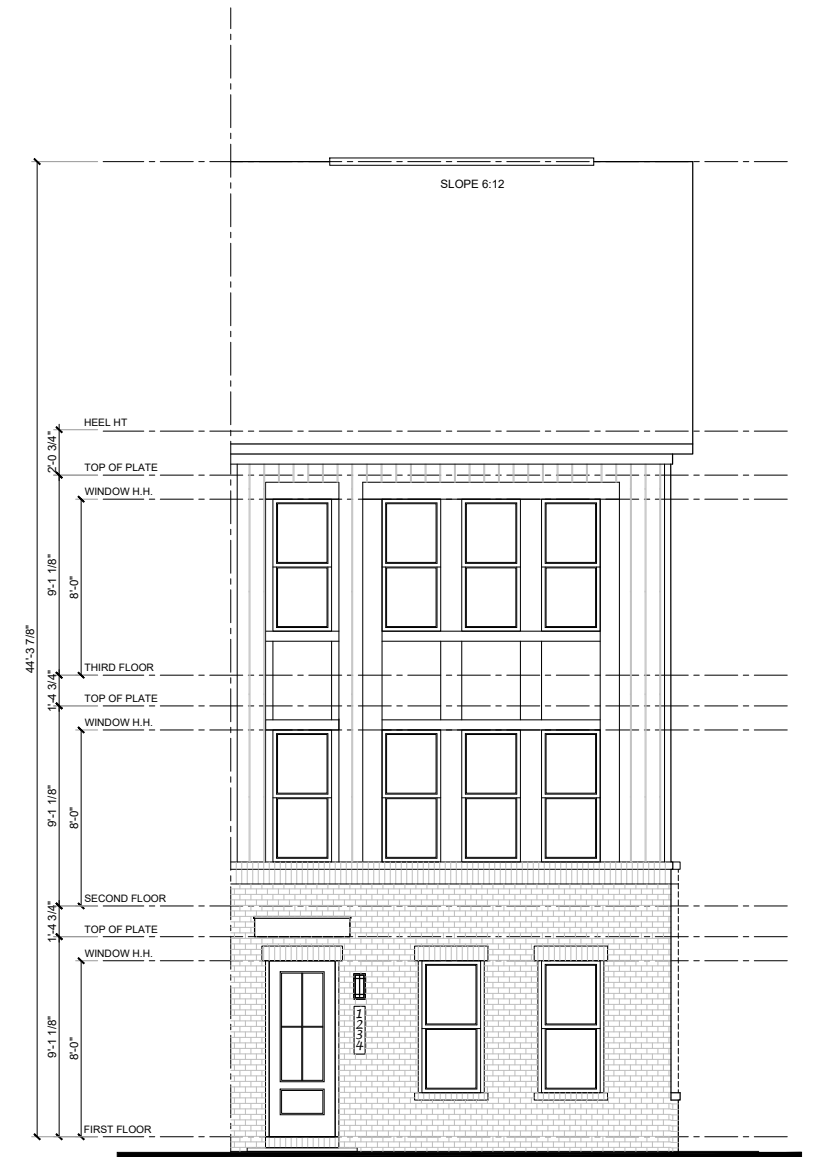 SLOPE 6:12
HEEL HT
2'-0 3/4"
TOP OF PLATE
WINDOW H.H.
9'-1 1/8"
8'-0"
44'-3 7/8"
THIRD FLOOR
1'-4 3/4"
TOP OF PLATE
WINDOW H.H.
9'-1 1/8"
8'-0"
SECOND FLOOR
1'-4 3/4"
TOP OF PLATE
WINDOW H.H.
1234
9'-1 1/8"
8'-0"
FIRST FLOOR